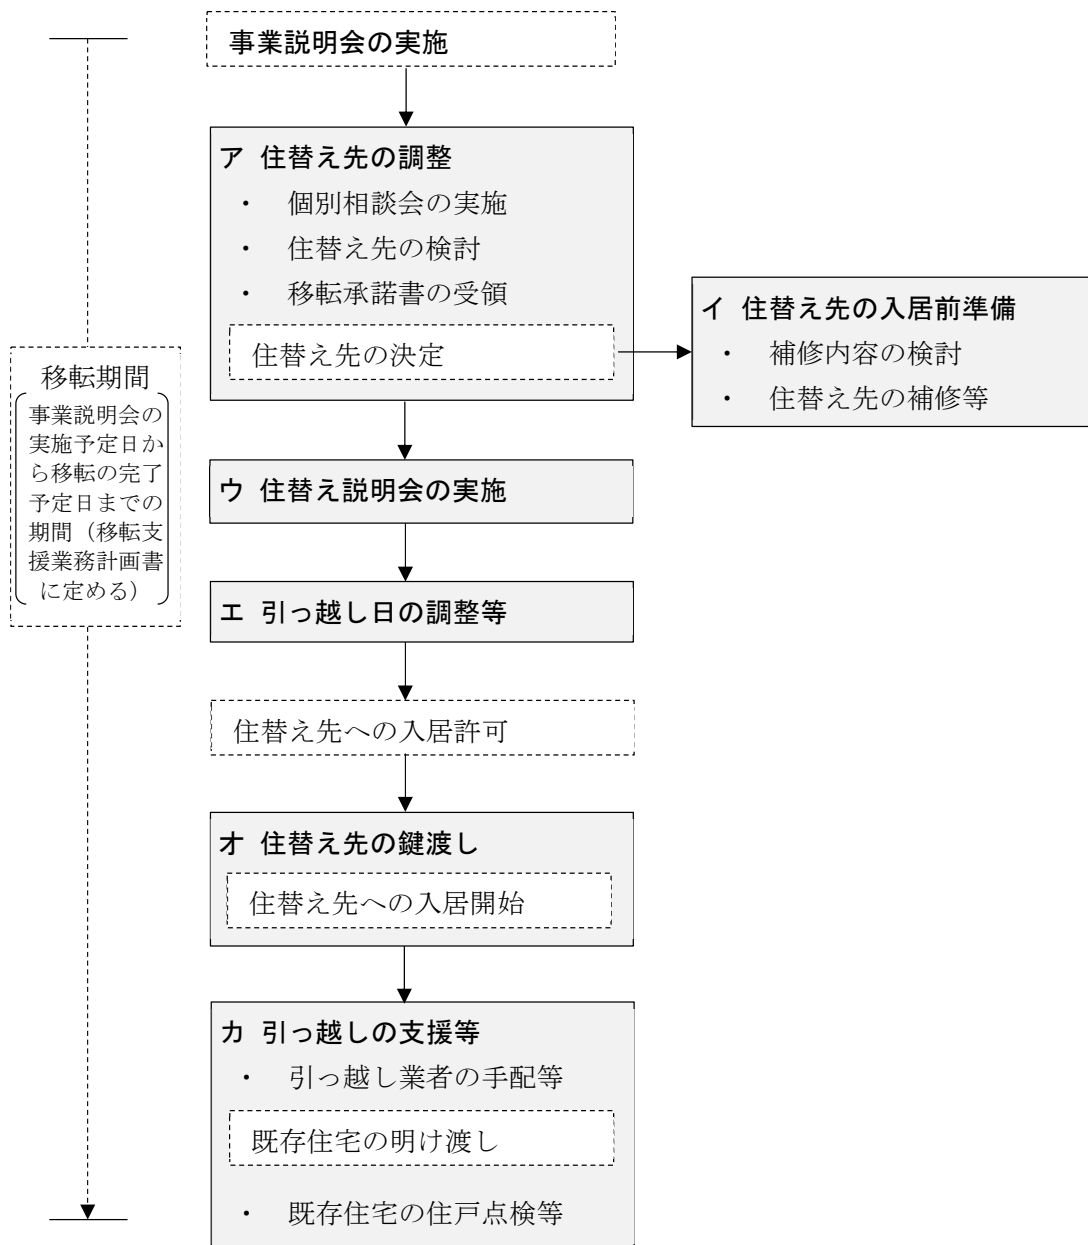 事業説明会の実施
ア 住替え先の調整
・ 個別相談会の実施
・ 住替え先の検討
・ 移転承諾書の受領
住替え先の決定
イ 住替え先の入居前準備
・ 補修内容の検討
・ 住替え先の補修等
移転期間
事業説明会の
実施予定日か
ら移転の完了
予定日までの
期間（移転支
援業務計画書
に定める）
ウ 住替え説明会の実施
エ 引っ越し日の調整等
住替え先への入居許可
オ 住替え先の鍵渡し
住替え先への入居開始
カ 引っ越しの支援等
・ 引っ越し業者の手配等
既存住宅の明け渡し
・ 既存住宅の住戸点検等